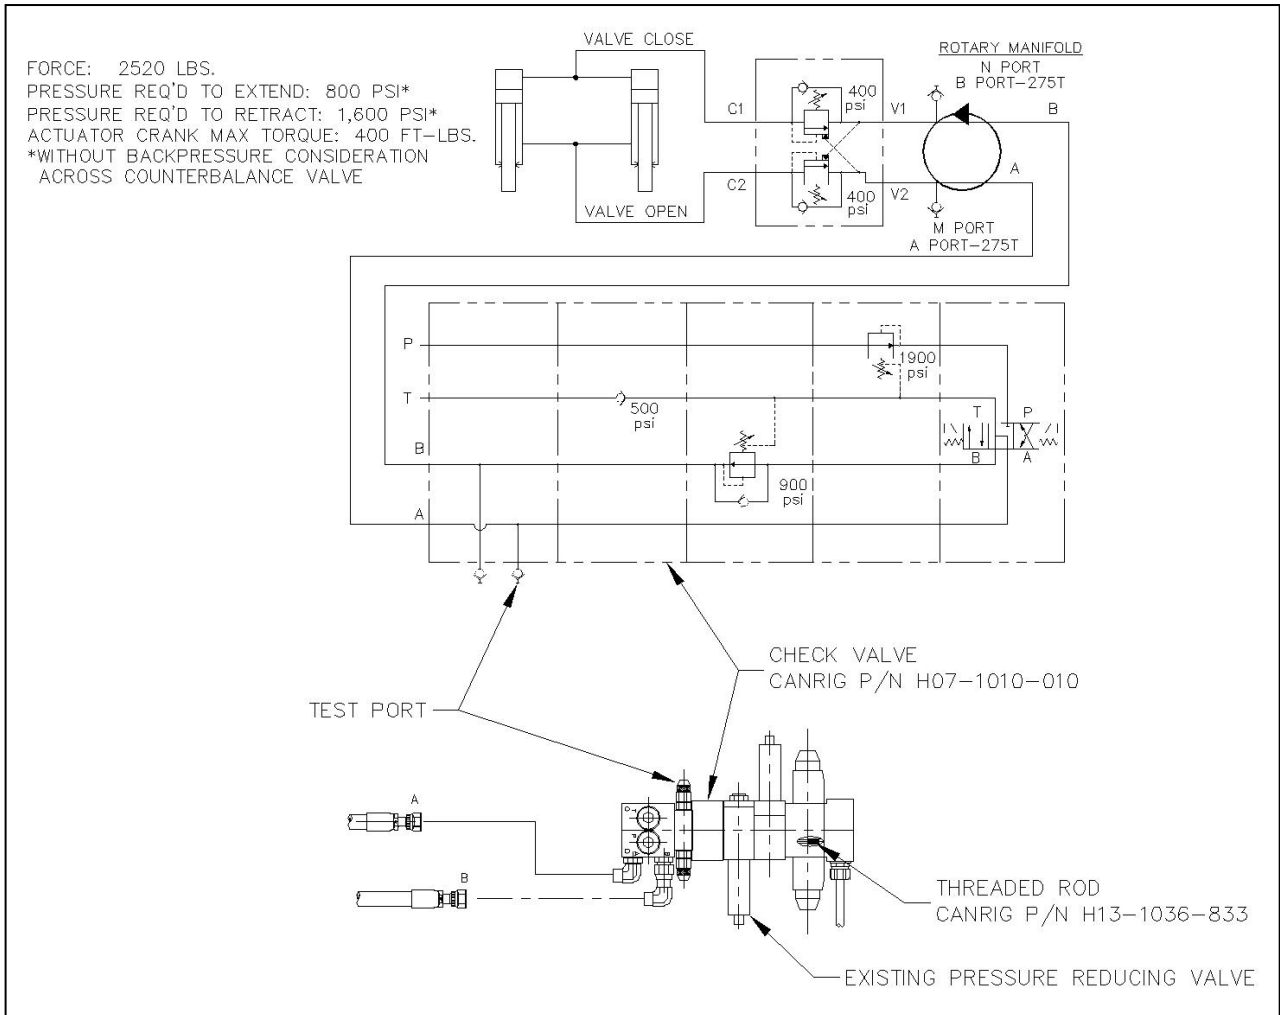 FORCE: 2520 LBS.
PRESSURE REQ'D TO EXTEND: 800 PSI*
PRESSURE REQ'D TO RETRACT: 1,600 PSI*
ACTUATOR CRANK MAX TORQUE: 400 FT-LBS.
*WITHOUT BACKPRESSURE CONSIDERATION
ACROSS COUNTERBALANCE VALVE
VALVE CLOSE
VALVE OPEN
C1
C2
400
psi
400
psi
V1
V2
ROTARY MANIFOLD
N PORT
B PORT-275T
B
A
M PORT
A PORT-275T
P
T
B
A
1900
psi
500
psi
900
psi
T P
B A
TEST PORT
CHECK VALVE
CANRIG P/N H07-1010-010
A
B
THREADED ROD
CANRIG P/N H13-1036-833
EXISTING PRESSURE REDUCING VALVE